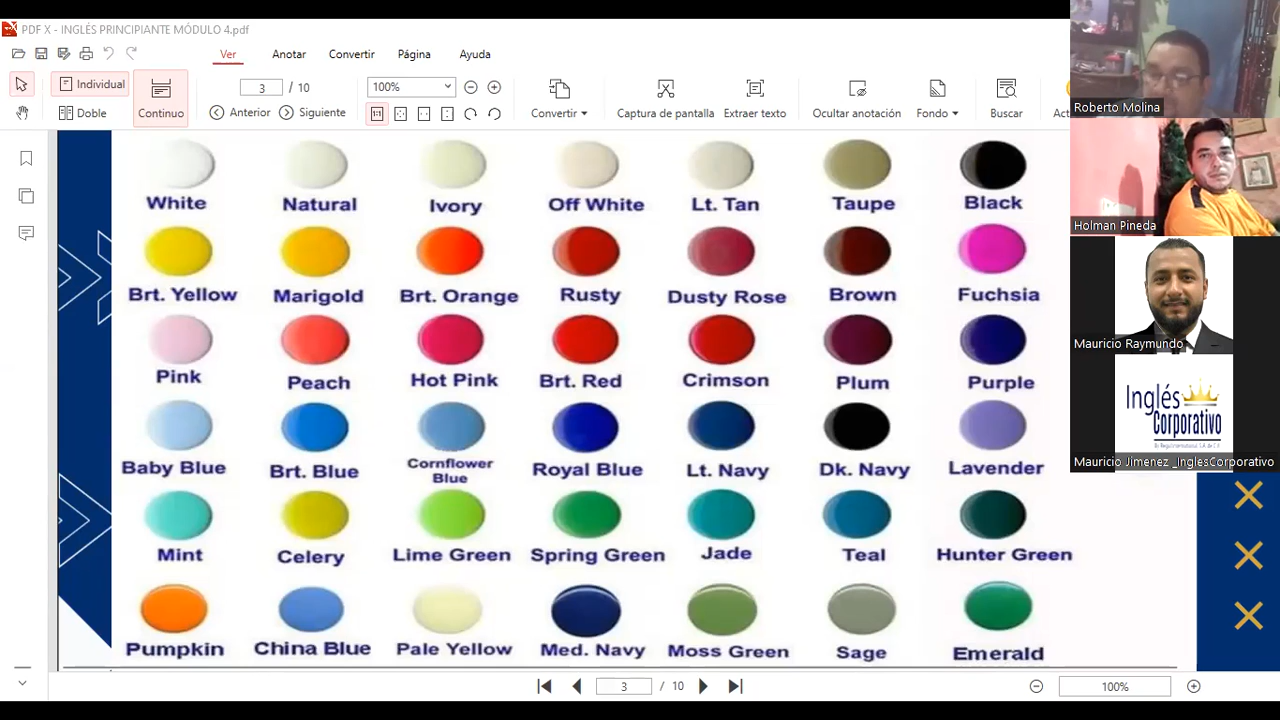 PDF X - INGLÉS PRINCIPIANTE MÓDULO 4.pdf
Ver Anotar Convertir Página Ayuda
Individual
Doble
Continuo
3 / 10
Anterior Siguiente
100%
Convertir
Captura de pantalla
Extraer texto
Ocultar anotación
Fondo
Buscar
Roberto Molina
Holman Pineda
Mauricio Raymundo
Inglés
Corporativo
Mauricio Jimenez _InglesCorporativo
White Natural Ivory Off White Lt. Tan Taupe Black
Brt. Yellow Marigold Brt. Orange Rusty Dusty Rose Brown Fuchsia
Pink Peach Hot Pink Brt. Red Crimson Plum Purple
Baby Blue Brt. Blue Cornflower Blue Royal Blue Lt. Navy Dk. Navy Lavender
Mint Celery Lime Green Spring Green Jade Teal Hunter Green
Pumpkin China Blue Pale Yellow Med. Navy Moss Green Sage Emerald
3 / 10
100%